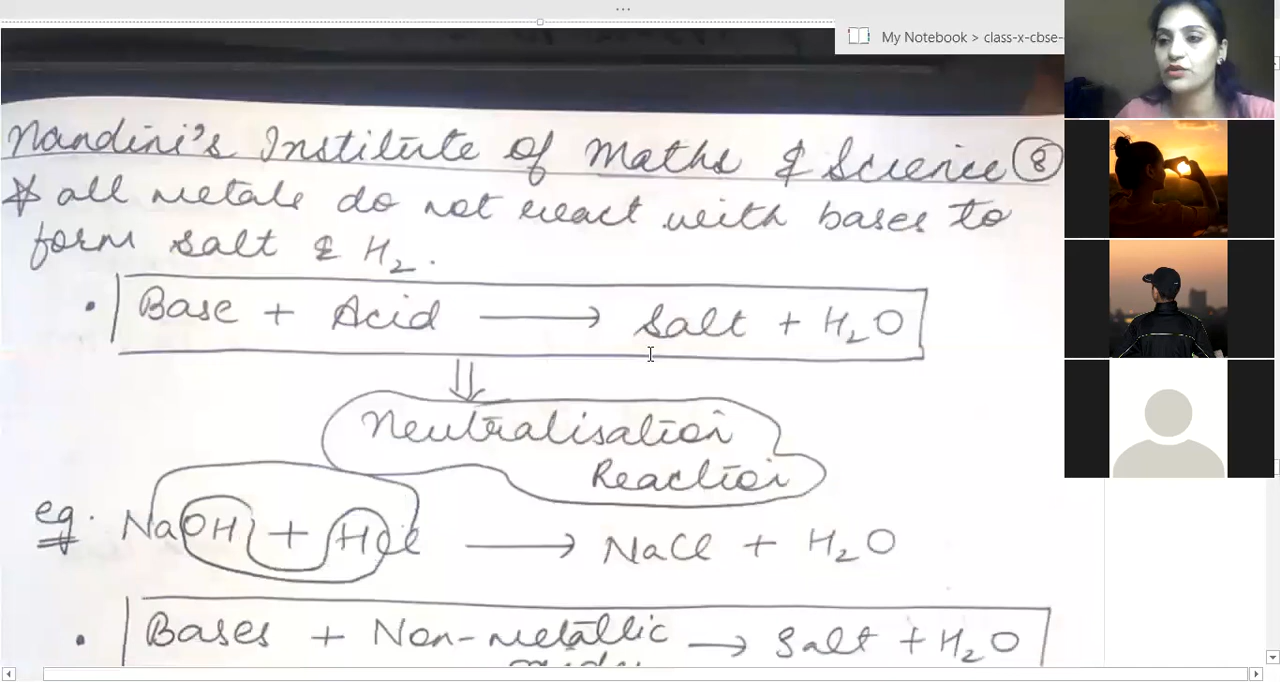 ...
My Notebook > class-x-cbse-
Nandini's Institute of Maths & Science 8
* all metals do not react with bases to
form salt & H₂.
• Base + Acid → Salt + H₂O
⇓
Neutralisation
Reaction
eg. NaOH + HCl → NaCl + H₂O
• Bases + Non-metallic → Salt + H₂O